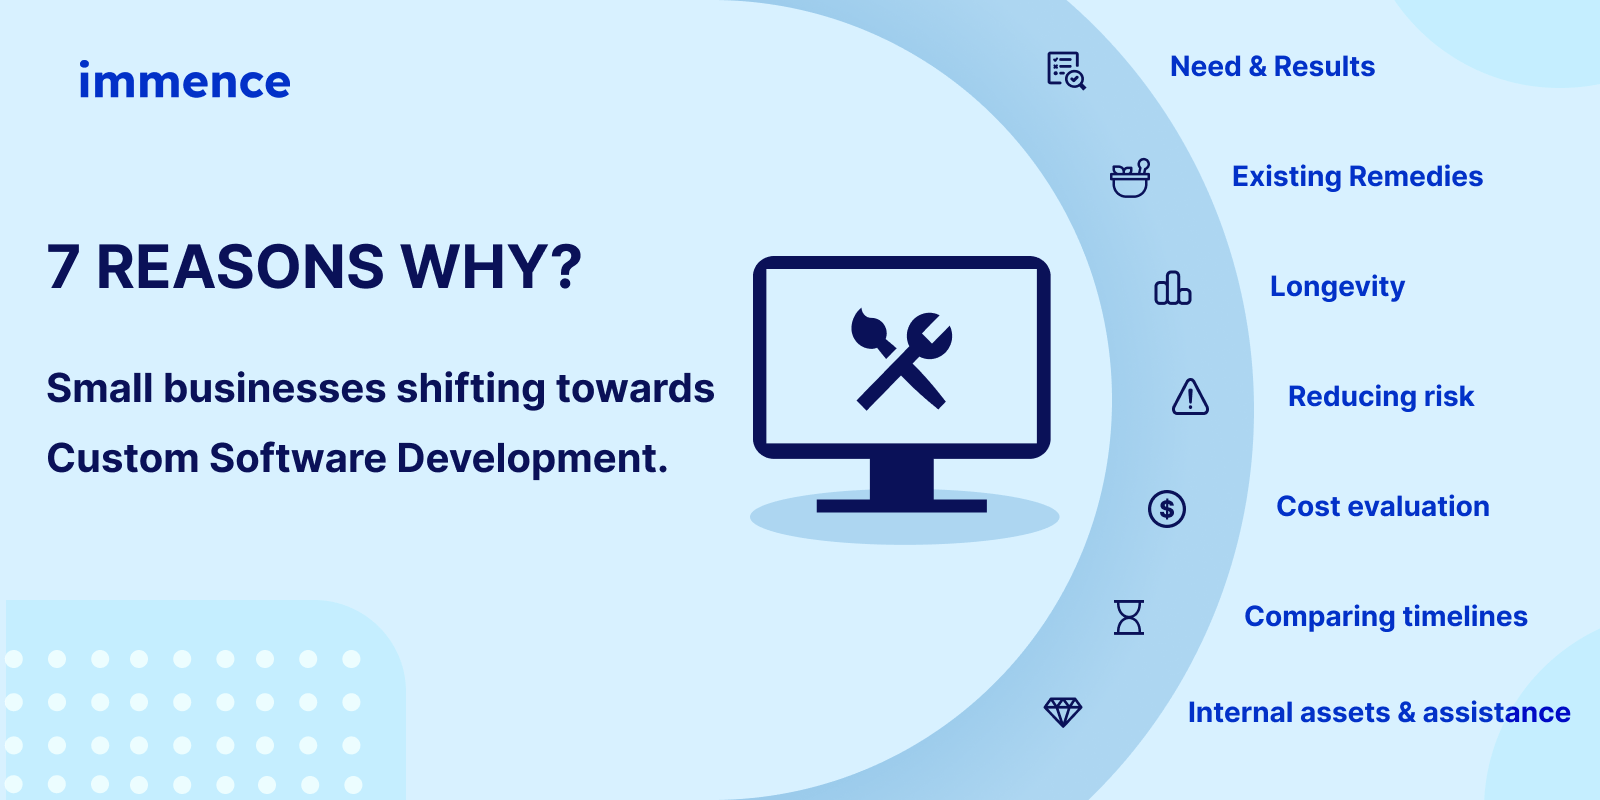 immence
7 REASONS WHY?
Small businesses shifting towards
Custom Software Development.
Need & Results
Existing Remedies
Longevity
Reducing risk
$
Cost evaluation
Comparing timelines
Internal assets & assistance